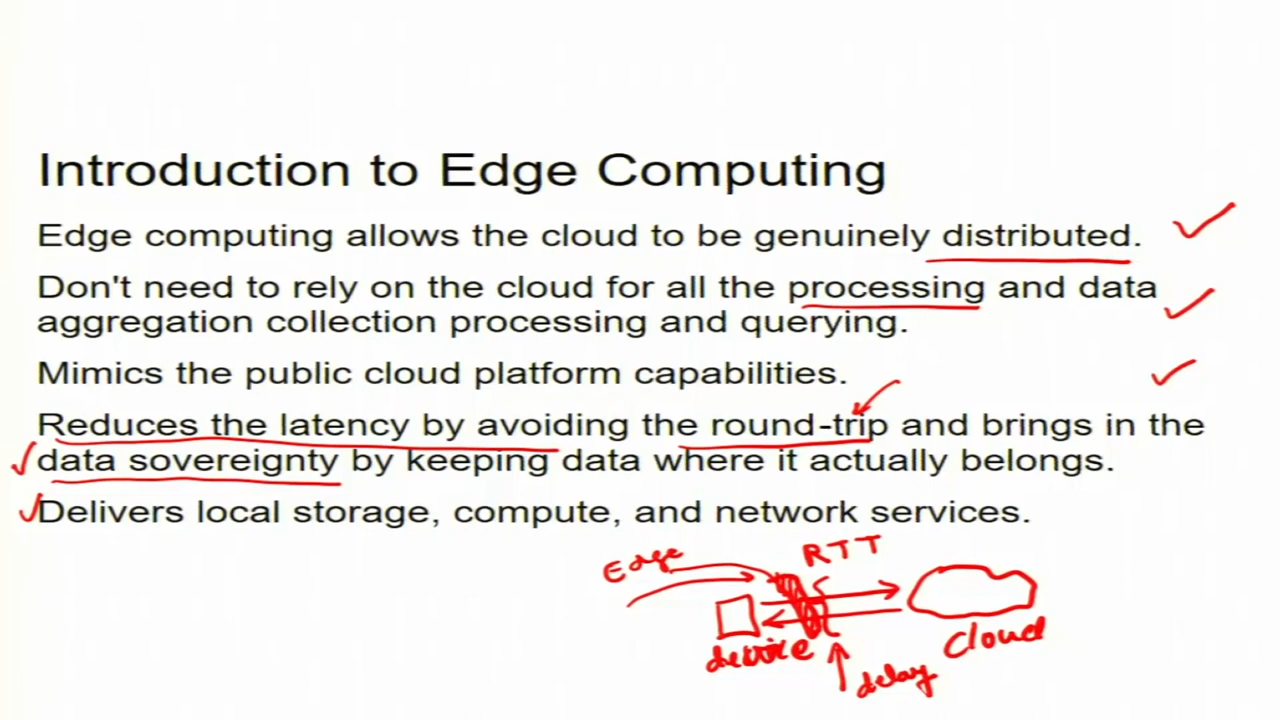 Introduction to Edge Computing
Edge computing allows the cloud to be genuinely distributed.
Don't need to rely on the cloud for all the processing and data
aggregation collection processing and querying.
Mimics the public cloud platform capabilities.
Reduces the latency by avoiding the round-trip and brings in the
data sovereignty by keeping data where it actually belongs.
Delivers local storage, compute, and network services.
Edge
RTT
device
Cloud
delay